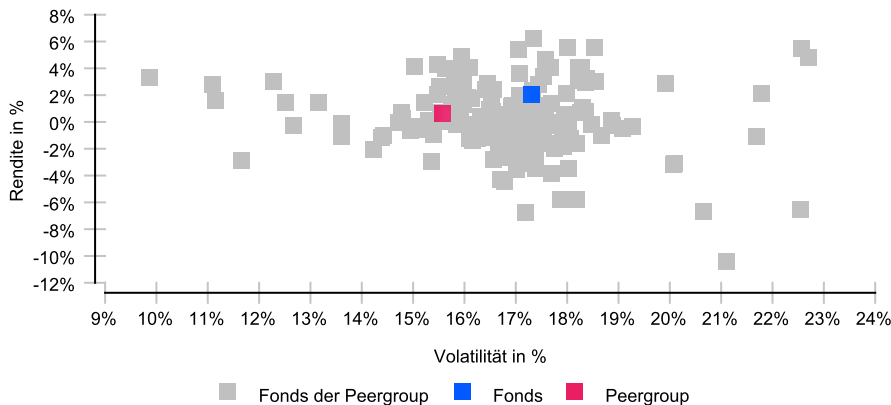 8%
6%
4%
2%
0%
-2%
-4%
-6%
-8%
-10%
-12%
Rendite in %
9% 10% 11% 12% 13% 14% 15% 16% 17% 18% 19% 20% 21% 22% 23% 24%
Volatilität in %
Fonds der Peergroup Fonds Peergroup